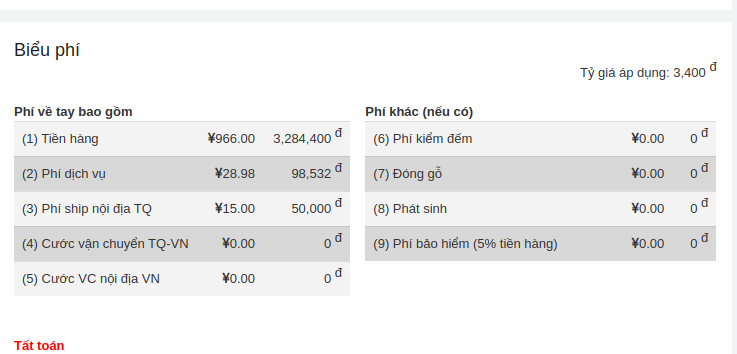 Biểu phí
Tỷ giá áp dụng: 3,400 đ
Phí về tay bao gồm
(1) Tiền hàng ¥966.00 3,284,400 đ
(2) Phí dịch vụ ¥28.98 98,532 đ
(3) Phí ship nội địa TQ ¥15.00 50,000 đ
(4) Cước vận chuyển TQ-VN ¥0.00 0 đ
(5) Cước VC nội địa VN ¥0.00 0 đ
Phí khác (nếu có)
(6) Phí kiểm đếm ¥0.00 0 đ
(7) Đóng gỗ ¥0.00 0 đ
(8) Phát sinh ¥0.00 0 đ
(9) Phí bảo hiểm (5% tiền hàng) ¥0.00 0 đ
Tất toán